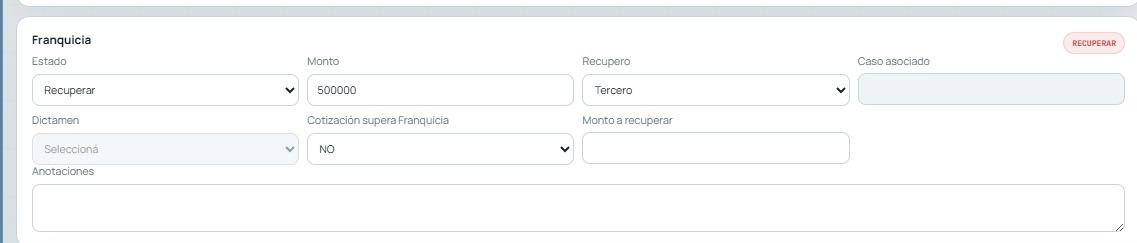 Franquicia
RECUPERAR
Estado Monto Recupero Caso asociado
Recuperar 500000 Tercero
Dictamen Cotización supera Franquicia Monto a recuperar
Seleccioná NO
Anotaciones